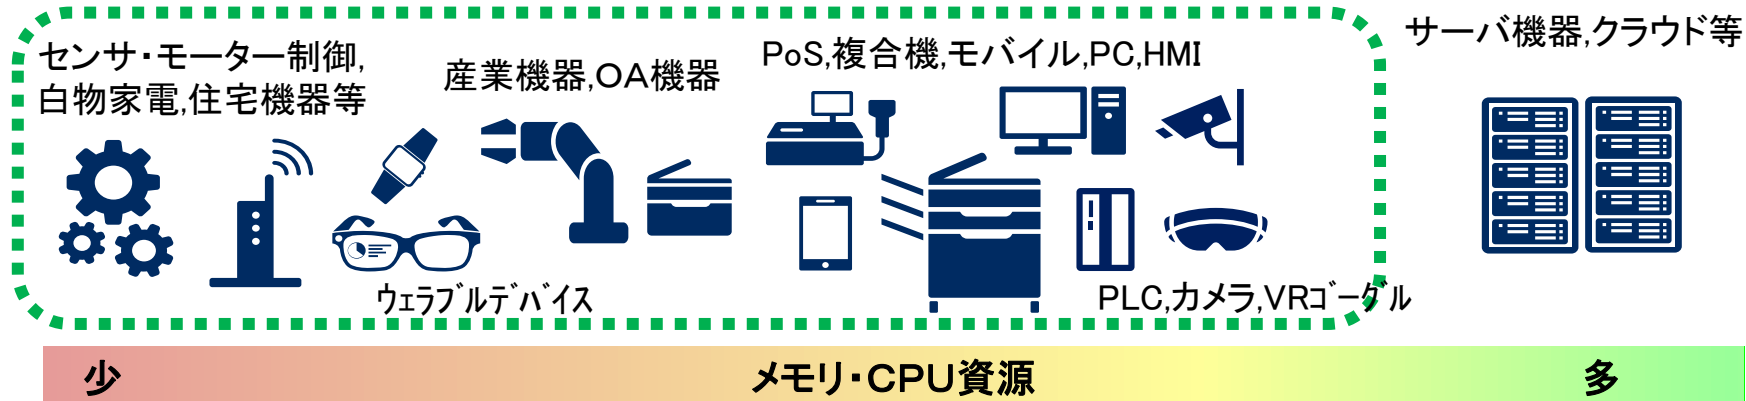 センサ・モーター制御,
白物家電,住宅機器等
産業機器,OA機器
PoS,複合機,モバイル,PC,HMI
サーバ機器,クラウド等
ウェラブルデバイス
PLC,カメラ,VRゴーグル
少
メモリ・CPU資源
多